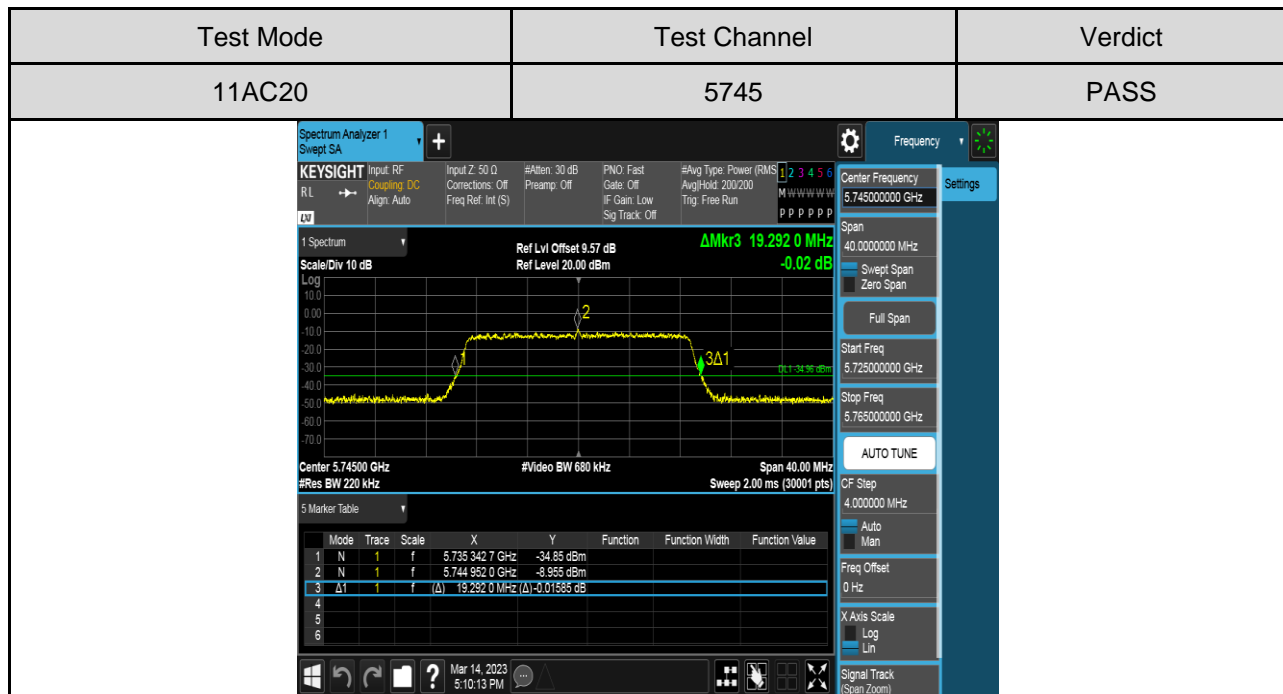 Test Mode Test Channel Verdict
11AC20 5745 PASS
Spectrum Analyzer 1
Swept SA
+
Frequency
KEYSIGHT
RL
LXI
Input: RF
Coupling: DC
Align: Auto
Input Z: 50 Ω
Corrections: Off
Freq Ref: Int (S)
#Atten: 30 dB
Preamp: Off
PNO: Fast
Gate: Off
IF Gain: Low
Sig Track: Off
#Avg Type: Power (RMS
Avg|Hold: 200/200
Trig: Free Run
1 2 3 4 5 6
M W W W W W
P P P P P P
Center Frequency
5.745000000 GHz
Settings
Span
40.0000000 MHz
Swept Span
Zero Span
Full Span
Start Freq
5.725000000 GHz
Stop Freq
5.765000000 GHz
AUTO TUNE
CF Step
4.000000 MHz
Auto
Man
Freq Offset
0 Hz
X Axis Scale
Log
Lin
Signal Track
(Span Zoom)
1 Spectrum
Scale/Div 10 dB
Ref Lvl Offset 9.57 dB
Ref Level 20.00 dBm
ΔMkr3 19.292 0 MHz
-0.02 dB
Log
10.0
0.00
-10.0
-20.0
-30.0
-40.0
-50.0
-60.0
-70.0
1
2
3Δ1
DL1 -34.96 dBm
Center 5.74500 GHz #Video BW 680 kHz Span 40.00 MHz
#Res BW 220 kHz Sweep 2.00 ms (30001 pts)
5 Marker Table
Mode Trace Scale X Y Function Function Width Function Value
1 N 1 f 5.735 342 7 GHz -34.85 dBm
2 N 1 f 5.744 952 0 GHz -8.955 dBm
3 Δ1 1 f (Δ) 19.292 0 MHz (Δ) -0.01585 dB
4
5
6
?
Mar 14, 2023
5:10:13 PM